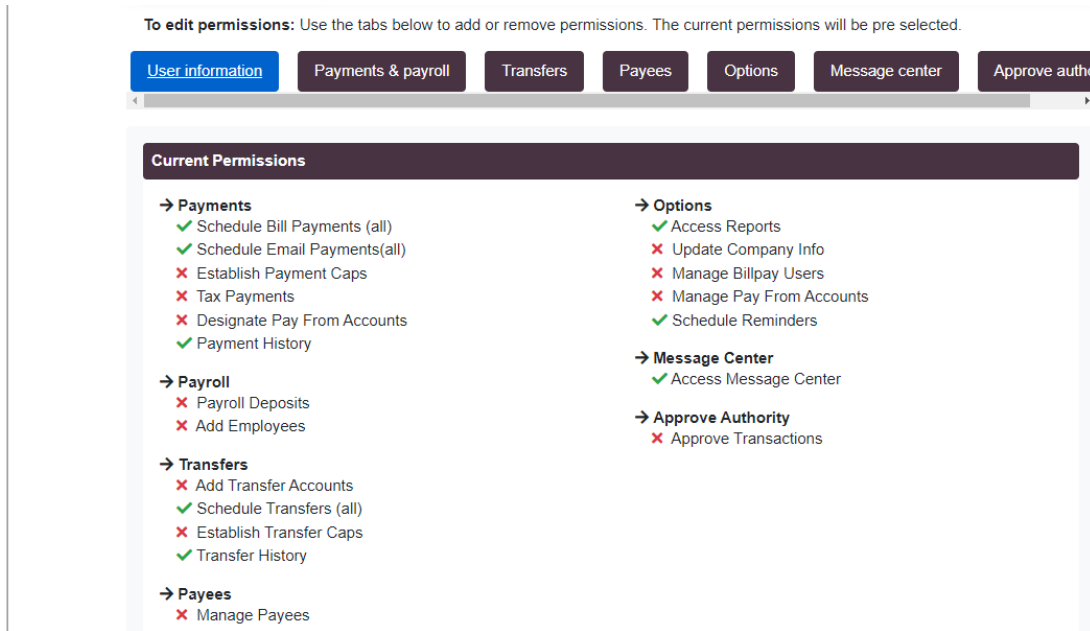 To edit permissions: Use the tabs below to add or remove permissions. The current permissions will be pre selected.
User information
Payments & payroll
Transfers
Payees
Options
Message center
Approve autho
Current Permissions
Payments
Schedule Bill Payments (all)
Schedule Email Payments(all)
Establish Payment Caps
Tax Payments
Designate Pay From Accounts
Payment History
Payroll
Payroll Deposits
Add Employees
Transfers
Add Transfer Accounts
Schedule Transfers (all)
Establish Transfer Caps
Transfer History
Payees
Manage Payees
Options
Access Reports
Update Company Info
Manage Billpay Users
Manage Pay From Accounts
Schedule Reminders
Message Center
Access Message Center
Approve Authority
Approve Transactions